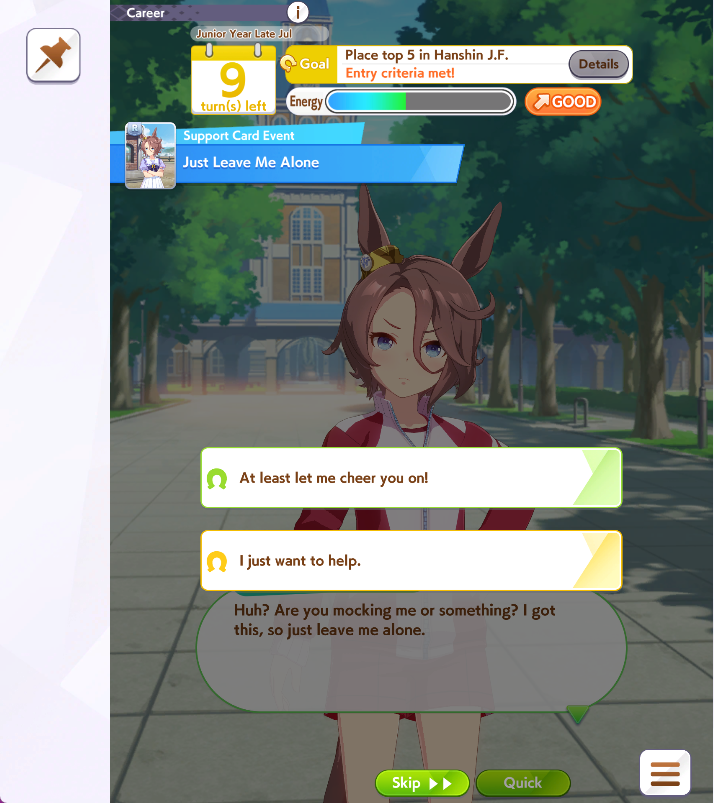 Career
i
Junior Year Late Jul
9
turn(s) left
Goal
Place top 5 in Hanshin J.F.
Entry criteria met!
Details
Energy
GOOD
R
Support Card Event
Just Leave Me Alone
At least let me cheer you on!
I just want to help.
Huh? Are you mocking me or something? I got
this, so just leave me alone.
Skip
Quick